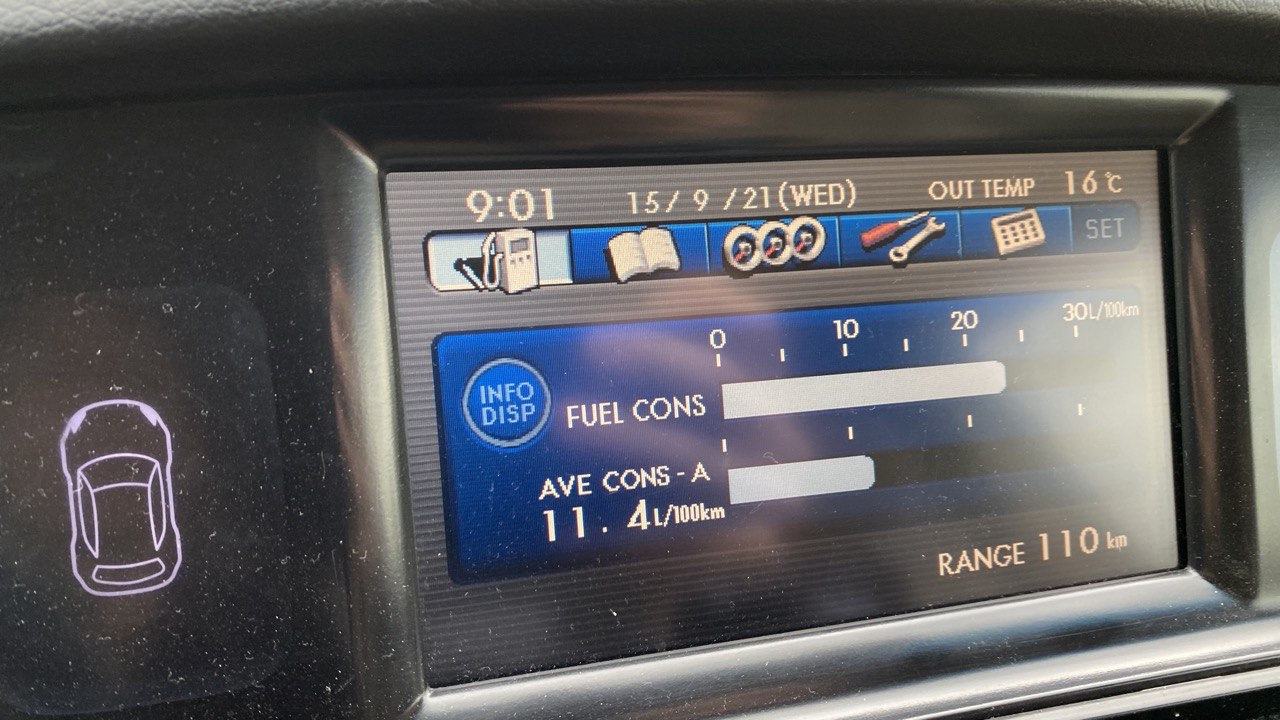 9:01 15/ 9 /21(WED) OUT TEMP 16℃
SET
0 10 20 30L/100km
INFO
DISP
FUEL CONS
AVE CONS - A
11. 4L/100km
RANGE 110 km